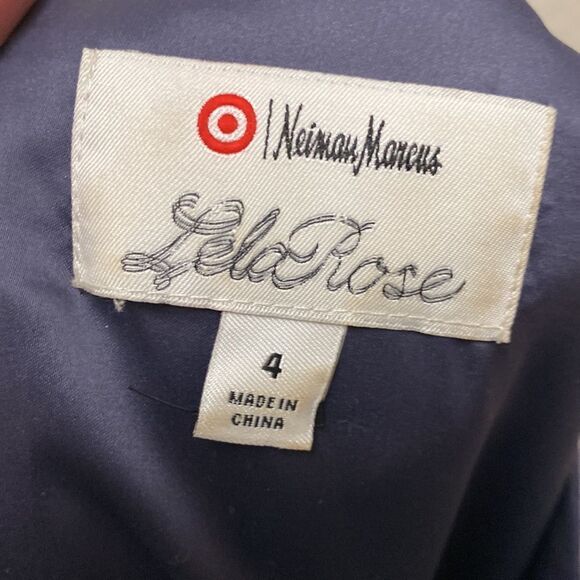 Neiman Marcus
Lela Rose
4
MADE IN
CHINA